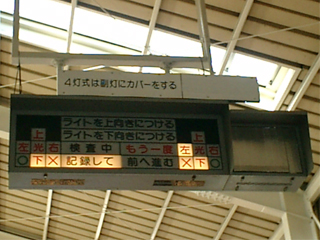 4灯式は副灯にカバーをする
ライトを上向きにつける
上 ライトを下向きにつける 上
左 光 右 検査中 もう一度 左 光 右
○ 下 × 記録して 前へ進む × 下 ○